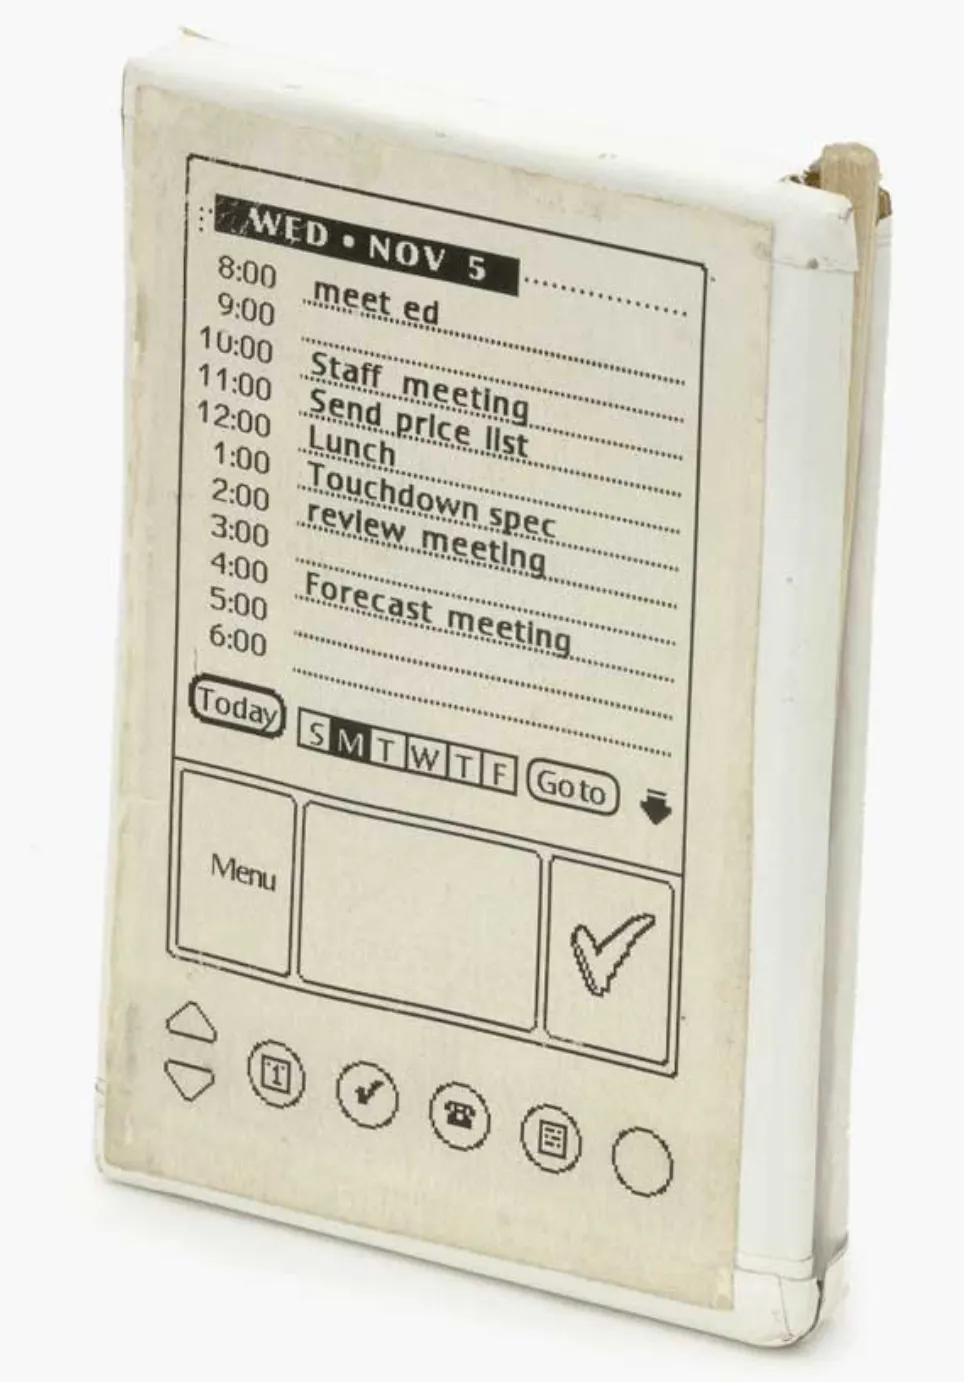 WED • NOV 5
8:00 meet ed
9:00
10:00 Staff meeting
11:00 Send price list
12:00 Lunch
1:00 Touchdown spec
2:00 review meeting
3:00
4:00 Forecast meeting
5:00
6:00
Today S M T W T F Go to
Menu
1